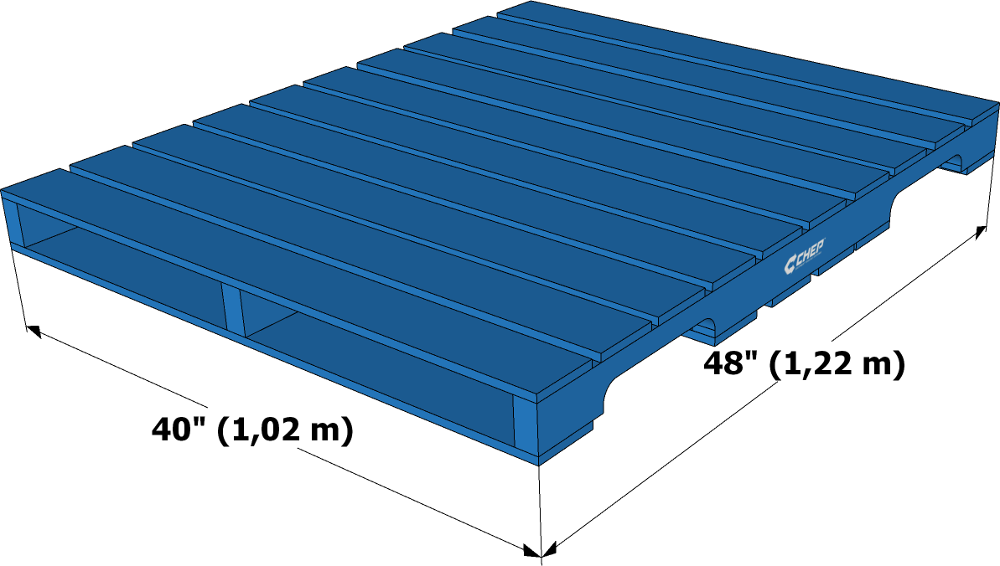 CHEP
48" (1,22 m)
40" (1,02 m)